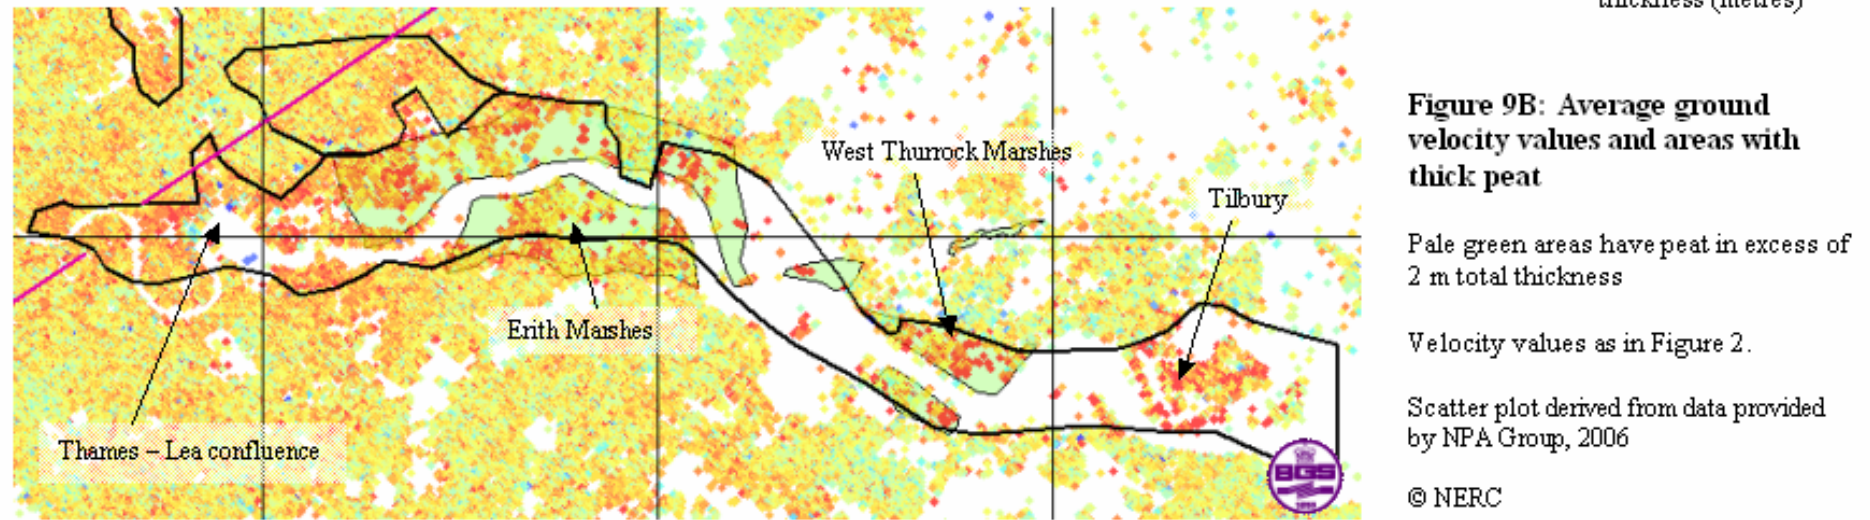 thickness (metres)
Figure 9B: Average ground
velocity values and areas with
thick peat
Pale green areas have peat in excess of
2 m total thickness
Velocity values as in Figure 2.
Scatter plot derived from data provided
by NPA Group, 2006
© NERC
West Thurrock Marshes
Tilbury
Erith Marshes
Thames – Lea confluence
BGS